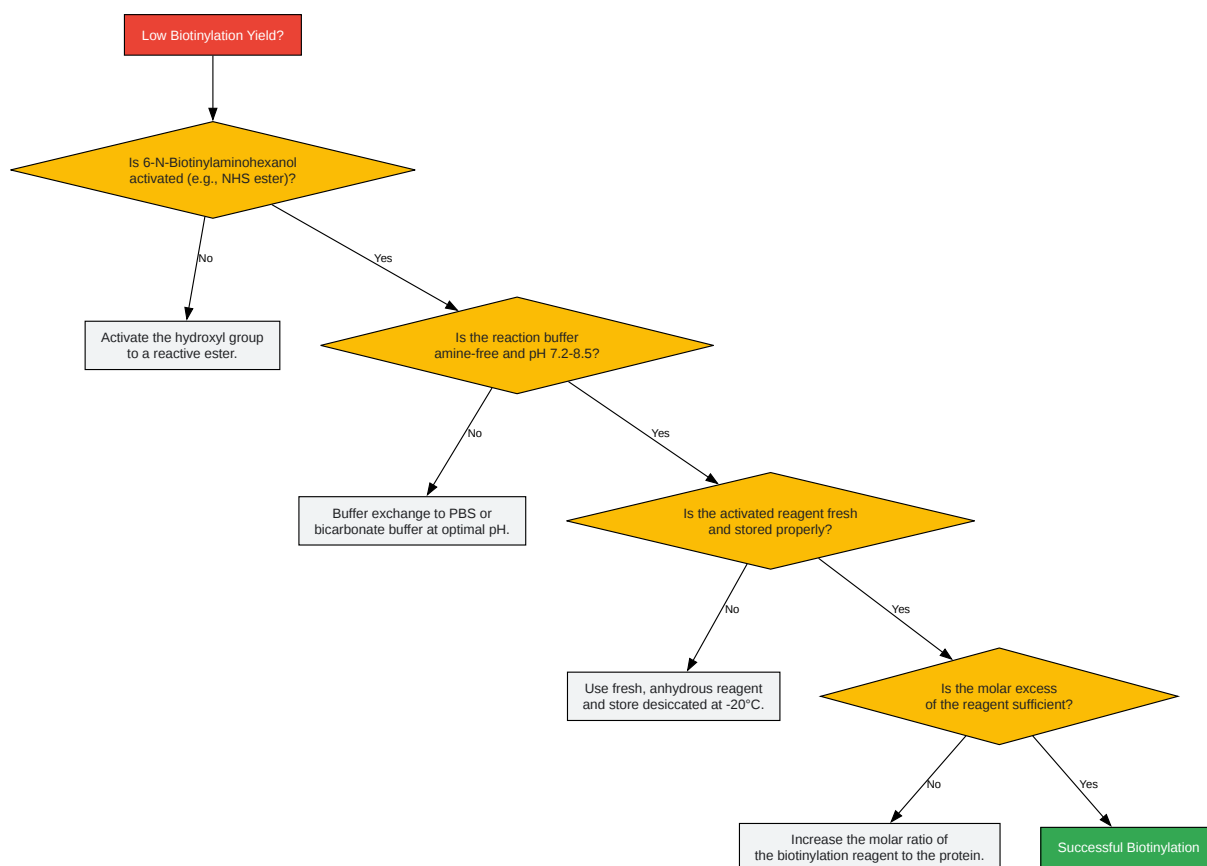 Low Biotinylation Yield?
Is 6-N-Biotinylaminohexanol
activated (e.g., NHS ester)?
No
Yes
Activate the hydroxyl group
to a reactive ester.
Is the reaction buffer
amine-free and pH 7.2-8.5?
No
Yes
Buffer exchange to PBS or
bicarbonate buffer at optimal pH.
Is the activated reagent fresh
and stored properly?
No
Yes
Use fresh, anhydrous reagent
and store desiccated at -20°C.
Is the molar excess
of the reagent sufficient?
No
Yes
Increase the molar ratio of
the biotinylation reagent to the protein.
Successful Biotinylation